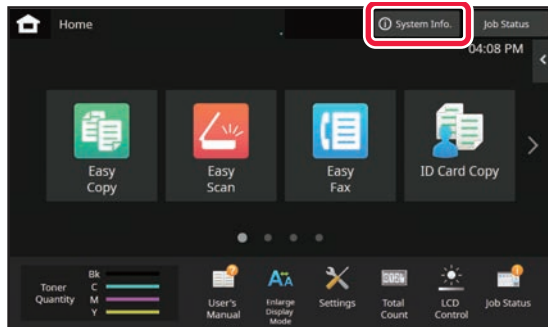 Home
System Info.
Job Status
04:08 PM
Easy
Copy
Easy
Scan
Easy
Fax
ID Card Copy
Toner
Quantity
Bk
C
M
Y
User's
Manual
Enlarge
Display
Mode
Settings
Total
Count
LCD
Control
Job Status